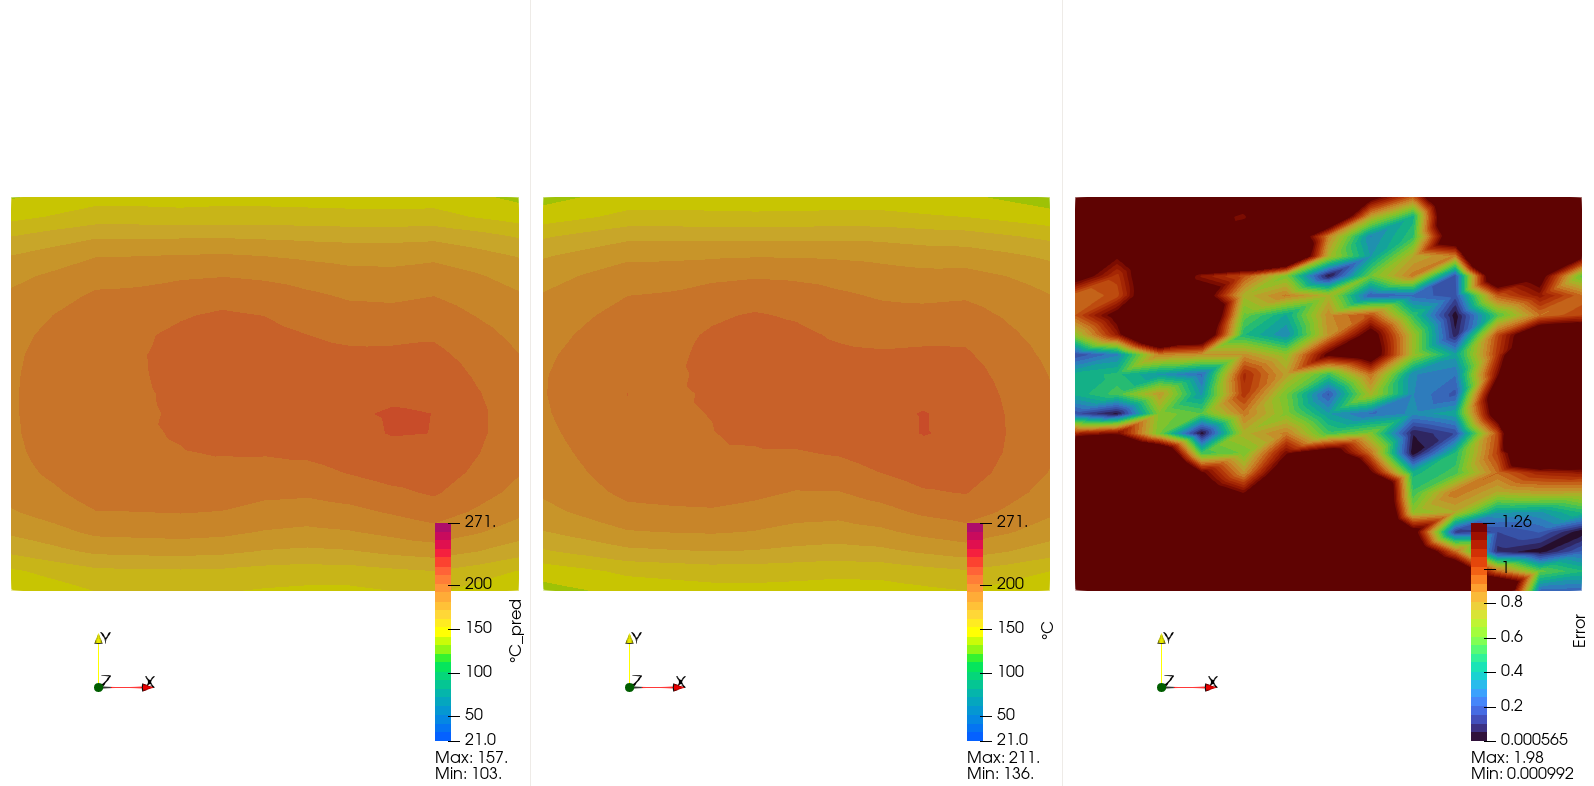 271.
200
150
100
50
21.0
°C_pred
Max: 157.
Min: 103.
Y
Z
X
271.
200
150
100
50
21.0
°C
Max: 211.
Min: 136.
Y
Z
X
1.26
1
0.8
0.6
0.4
0.2
0.000565
Error
Max: 1.98
Min: 0.000992
Y
Z
X